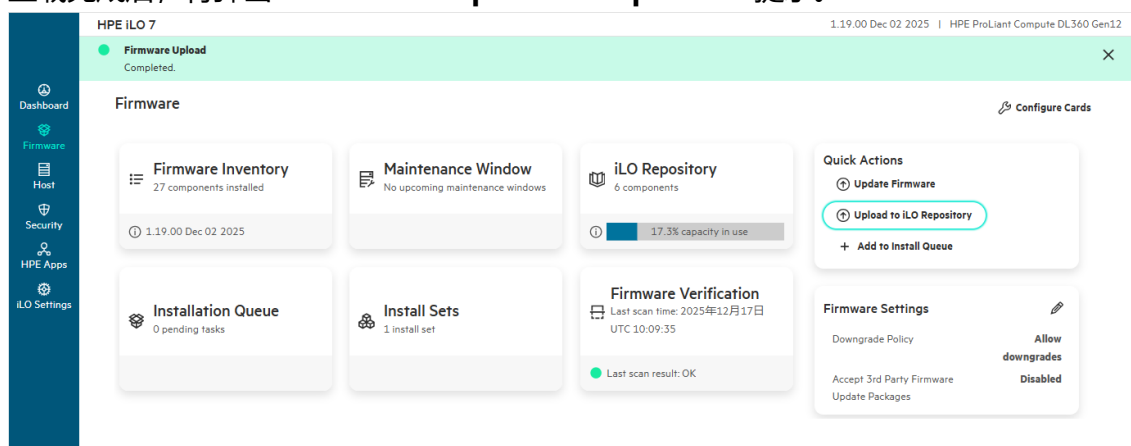 HPE iLO 7
1.19.00 Dec 02 2025 | HPE ProLiant Compute DL360 Gen12
Firmware Upload
Completed.
Dashboard
Firmware
Host
Security
HPE Apps
iLO Settings
Firmware
Configure Cards
Firmware Inventory
27 components installed
1.19.00 Dec 02 2025
Maintenance Window
No upcoming maintenance windows
iLO Repository
6 components
17.3% capacity in use
Quick Actions
Update Firmware
Upload to iLO Repository
+ Add to Install Queue
Installation Queue
0 pending tasks
Install Sets
1 install set
Firmware Verification
Last scan time: 2025年12月17日
UTC 10:09:35
Last scan result: OK
Firmware Settings
Downgrade Policy
Allow
downgrades
Accept 3rd Party Firmware
Update Packages
Disabled